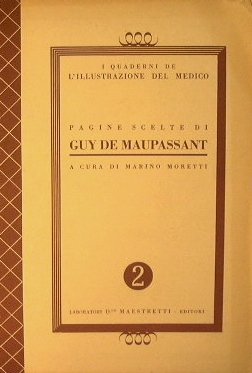 I QUADERNI DE
L'ILLUSTRAZIONE DEL MEDICO
PAGINE SCELTE DI
GUY DE MAUPASSANT
A CURA DI MARINO MORETTI
2
LABORATORI Dott. MAESTRETTI - EDITORI